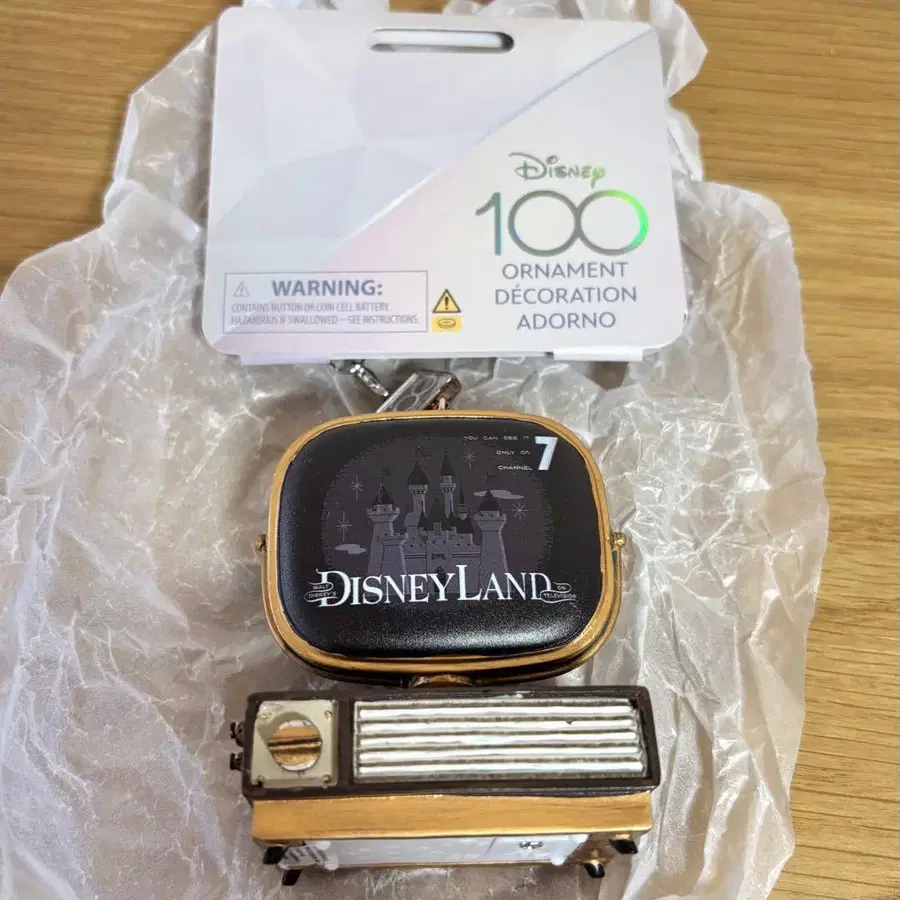 Disney
100
ORNAMENT
DÉCORATION
ADORNO
WARNING:
CONTAINS BUTTON OR COIN CELL BATTERY.
HAZARDOUS IF SWALLOWED—SEE INSTRUCTIONS.
YOU CAN SEE IT
ONLY ON
CHANNEL 7
WALT DISNEY'S
DISNEYLAND
ON TELEVISION